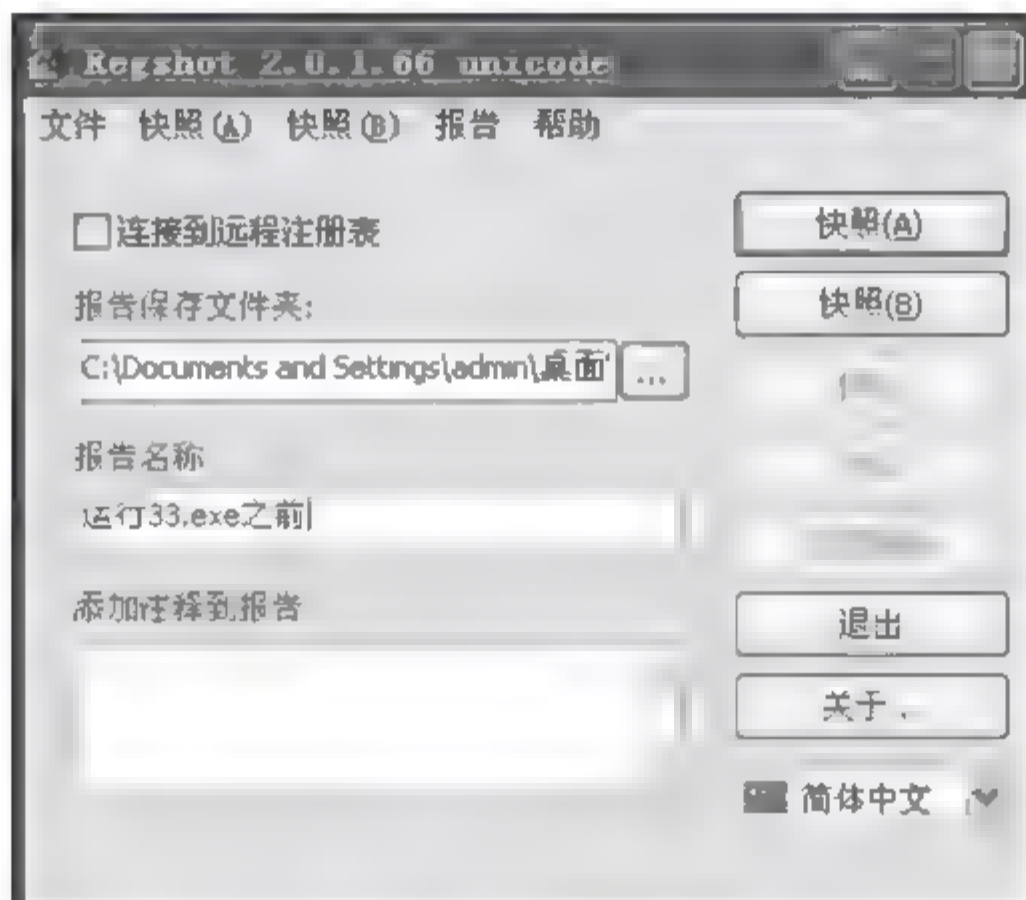 Regshot 2.0.1.66 unicode
文件 快照(A) 快照(B) 报告 帮助
连接到远程注册表
快照(A)
报告保存文件夹:
快照(B)
C:\Documents and Settings\admin\桌面
...
报告名称
运行33.exe之前
添加注释到报告
退出
关于
简体中文